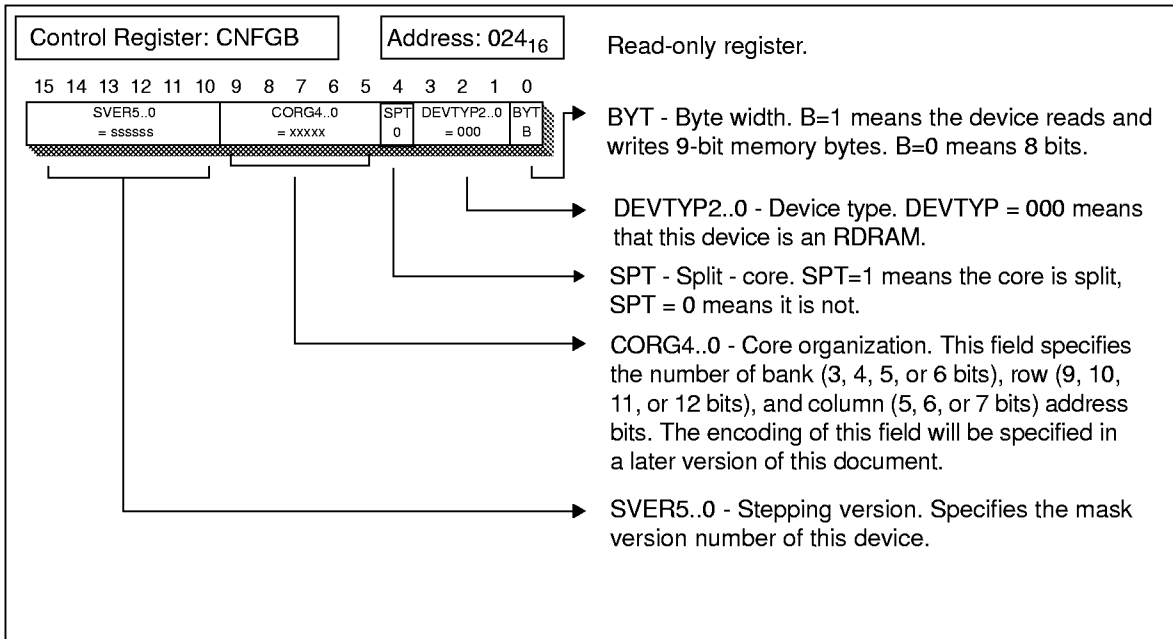 Control Register: CNFGB
Address: 024₁₆
Read-only register.
15 14 13 12 11 10 9 8 7 6 5 4 3 2 1 0
SVER5..0 CORG4..0 SPT DEVTYP2..0 BYT
= ssssss = xxxxx 0 = 000 B
BYT - Byte width. B=1 means the device reads and
writes 9-bit memory bytes. B=0 means 8 bits.
DEVTYP2..0 - Device type. DEVTYP = 000 means
that this device is an RDRAM.
SPT - Split - core. SPT=1 means the core is split,
SPT = 0 means it is not.
CORG4..0 - Core organization. This field specifies
the number of bank (3, 4, 5, or 6 bits), row (9, 10,
11, or 12 bits), and column (5, 6, or 7 bits) address
bits. The encoding of this field will be specified in
a later version of this document.
SVER5..0 - Stepping version. Specifies the mask
version number of this device.